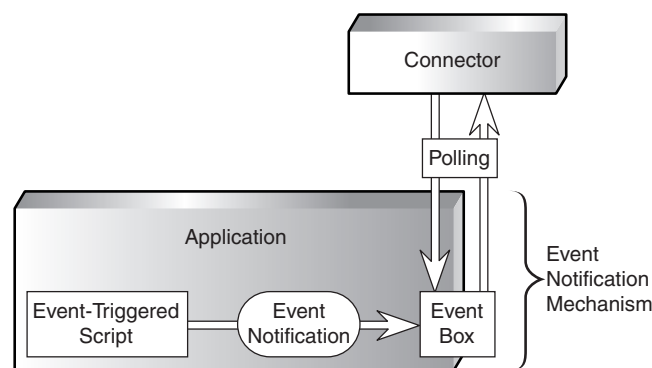 Connector
Polling
Application
Event
Notification
Mechanism
Event-Triggered
Script
Event
Notification
Event
Box